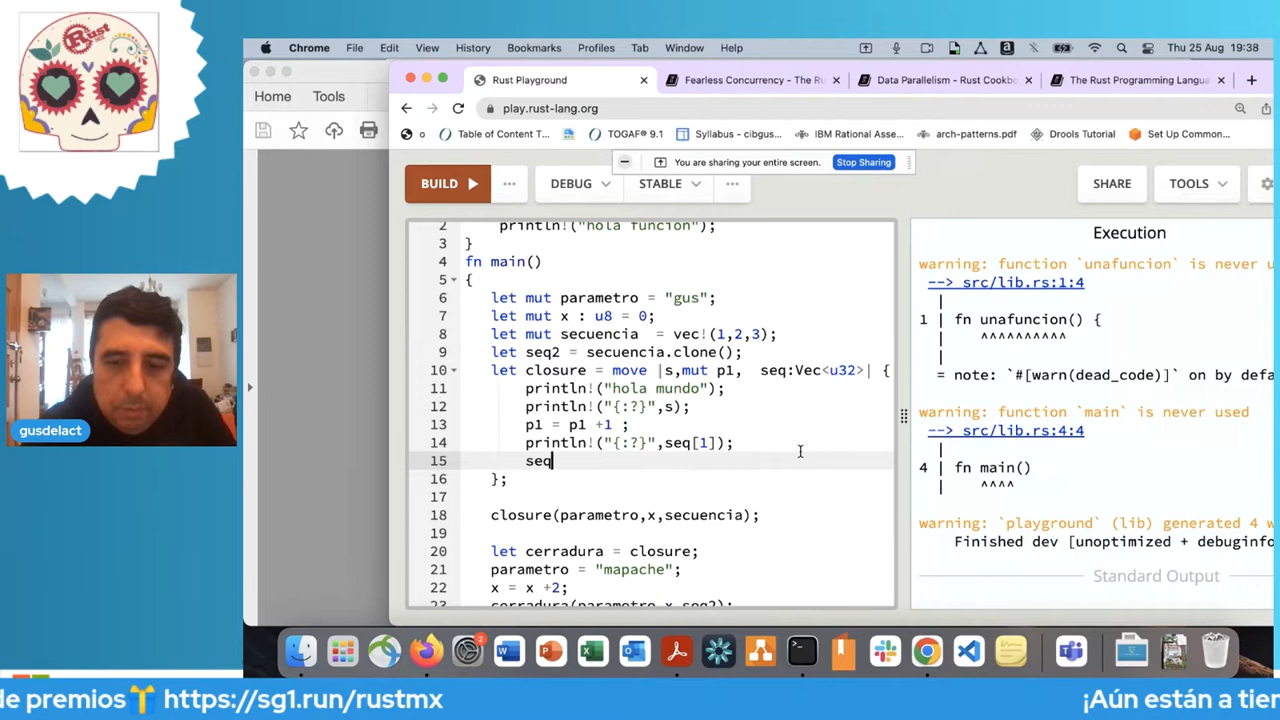 Rust
MX
Chrome File Edit View History Bookmarks Profiles Tab Window Help Thu 25 Aug 19:38
Home Tools
Rust Playground
Fearless Concurrency - The Ru
Data Parallelism - Rust Cookbo
The Rust Programming Langua
play.rust-lang.org
o
Table of Content T...
TOGAF® 9.1
Syllabus - cibgus...
IBM Rational Asse...
arch-patterns.pdf
Drools Tutorial
Set Up Common...
You are sharing your entire screen.
Stop Sharing
BUILD
DEBUG
STABLE
SHARE
TOOLS
2 println!("hola funcion");
3 }
4 fn main()
5 {
6 let mut parametro = "gus";
7 let mut x : u8 = 0;
8 let mut secuencia  = vec!(1,2,3);
9 let seq2 = secuencia.clone();
10 let closure = move |s,mut p1,  seq:Vec<u32>| {
11 println!("hola mundo");
12 println!("{:?}",s);
13 p1 = p1 +1 ;
14 println!("{:?}",seq[1]);
15 seq
16 };
17
18 closure(parametro,x,secuencia);
19
20 let cerradura = closure;
21 parametro = "mapache";
22 x = x +2;
23 cerradura(parametro,x,seq2);
Execution
warning: function `unafuncion` is never u
--> src/lib.rs:1:4
|
1 | fn unafuncion() {
|    ^^^^^^^^^^
|
= note: `#[warn(dead_code)]` on by defa
warning: function `main` is never used
--> src/lib.rs:4:4
|
4 | fn main()
|    ^^^^
warning: `playground` (lib) generated 4 w
Finished dev [unoptimized + debuginfo
Standard Output
gusdelact
2
de premios🎁 https://sg1.run/rustmx
¡Aún están a tien